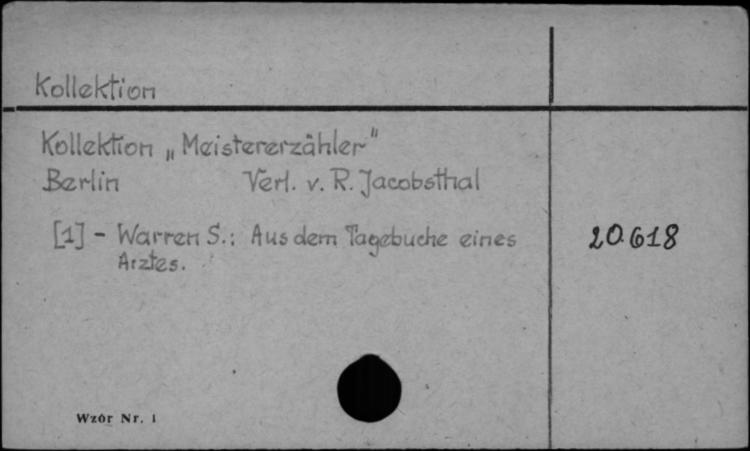 Kollektion
Kollektion „Meistererzähler"
Berlin Verl. v. R. Jacobsthal
[1] - Warren S.: Aus dem Tagebuche eines 20.618
Arztes.
Wzór Nr. 1